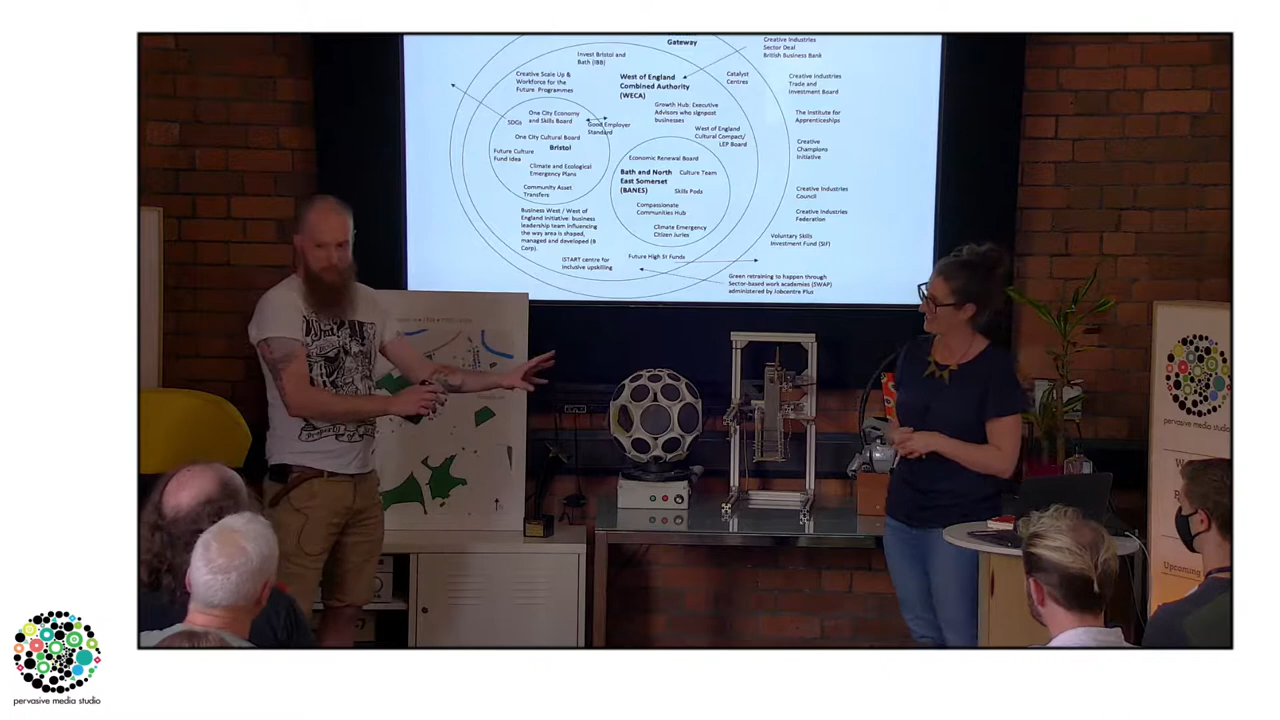 Gateway
Creative Industries
Sector Deal
British Business Bank
Invest Bristol and
Bath (IBB)
West of England
Combined Authority
(WECA)
Catalyst
Centres
Creative Scale Up &
Workforce for the
Future Programmes
Creative Industries
Trade and
Investment Board
Growth Hub: Executive
Advisors who signpost
businesses
SDGs
One City Economy
and Skills Board
Good Employer
Standard
The Institute for
Apprenticeships
West of England
Cultural Compact/
LEP Board
One City Cultural Board
Bristol
Future Culture
Fund idea
Creative
Champions
Initiative
Economic Renewal Board
Climate and Ecological
Emergency Plans
Bath and North
East Somerset
(BANES)
Culture Team
Skills Pods
Community Asset
Transfers
Creative Industries
Council
Compassionate
Communities Hub
Creative Industries
Federation
Business West / West of
England Initiative: business
leadership team influencing
the way area is shaped,
managed and developed (B
Corp).
Climate Emergency
Citizen Juries
Voluntary Skills
Investment Fund (SIF)
ISTART centre for
inclusive upskilling
Future High St Funds
Green retraining to happen through
Sector-based work academies (SWAP)
administered by Jobcentre Plus
Property of
pervasive media studio
Upcoming
pervasive media studio